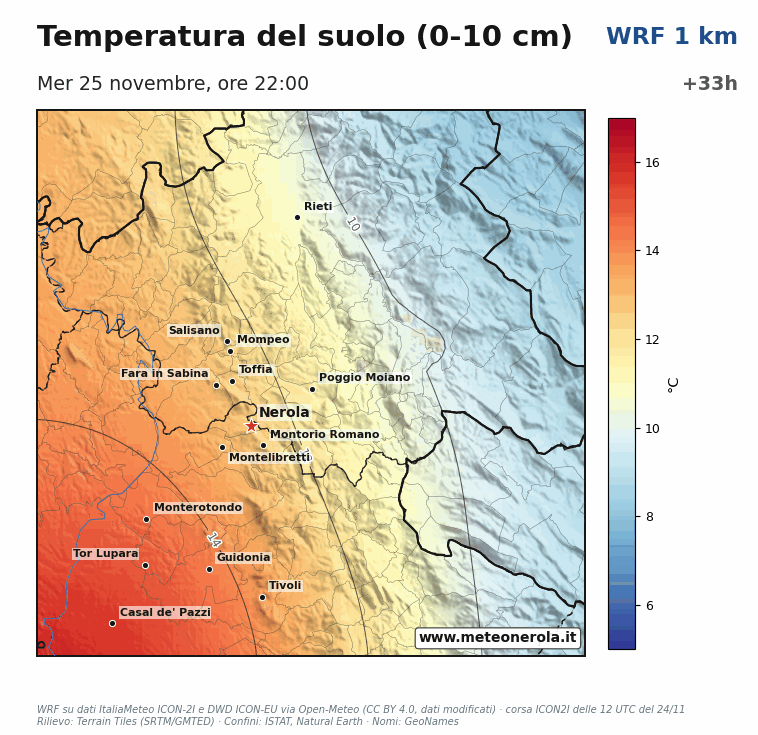 Temperatura del suolo (0-10 cm)
WRF 1 km
Mer 25 novembre, ore 22:00
+33h
Rieti
10
Salisano
Mompeo
Fara in Sabina
Toffia
Poggio Moiano
Nerola
Montorio Romano
Montelibretti
Monterotondo
14
Tor Lupara
Guidonia
Tivoli
Casal de' Pazzi
www.meteonerola.it
16
14
12
10
8
6
°C
WRF su dati ItaliaMeteo ICON-2I e DWD ICON-EU via Open-Meteo (CC BY 4.0, dati modificati) · corsa ICON2I delle 12 UTC del 24/11
Rilievo: Terrain Tiles (SRTM/GMTED) · Confini: ISTAT, Natural Earth · Nomi: GeoNames